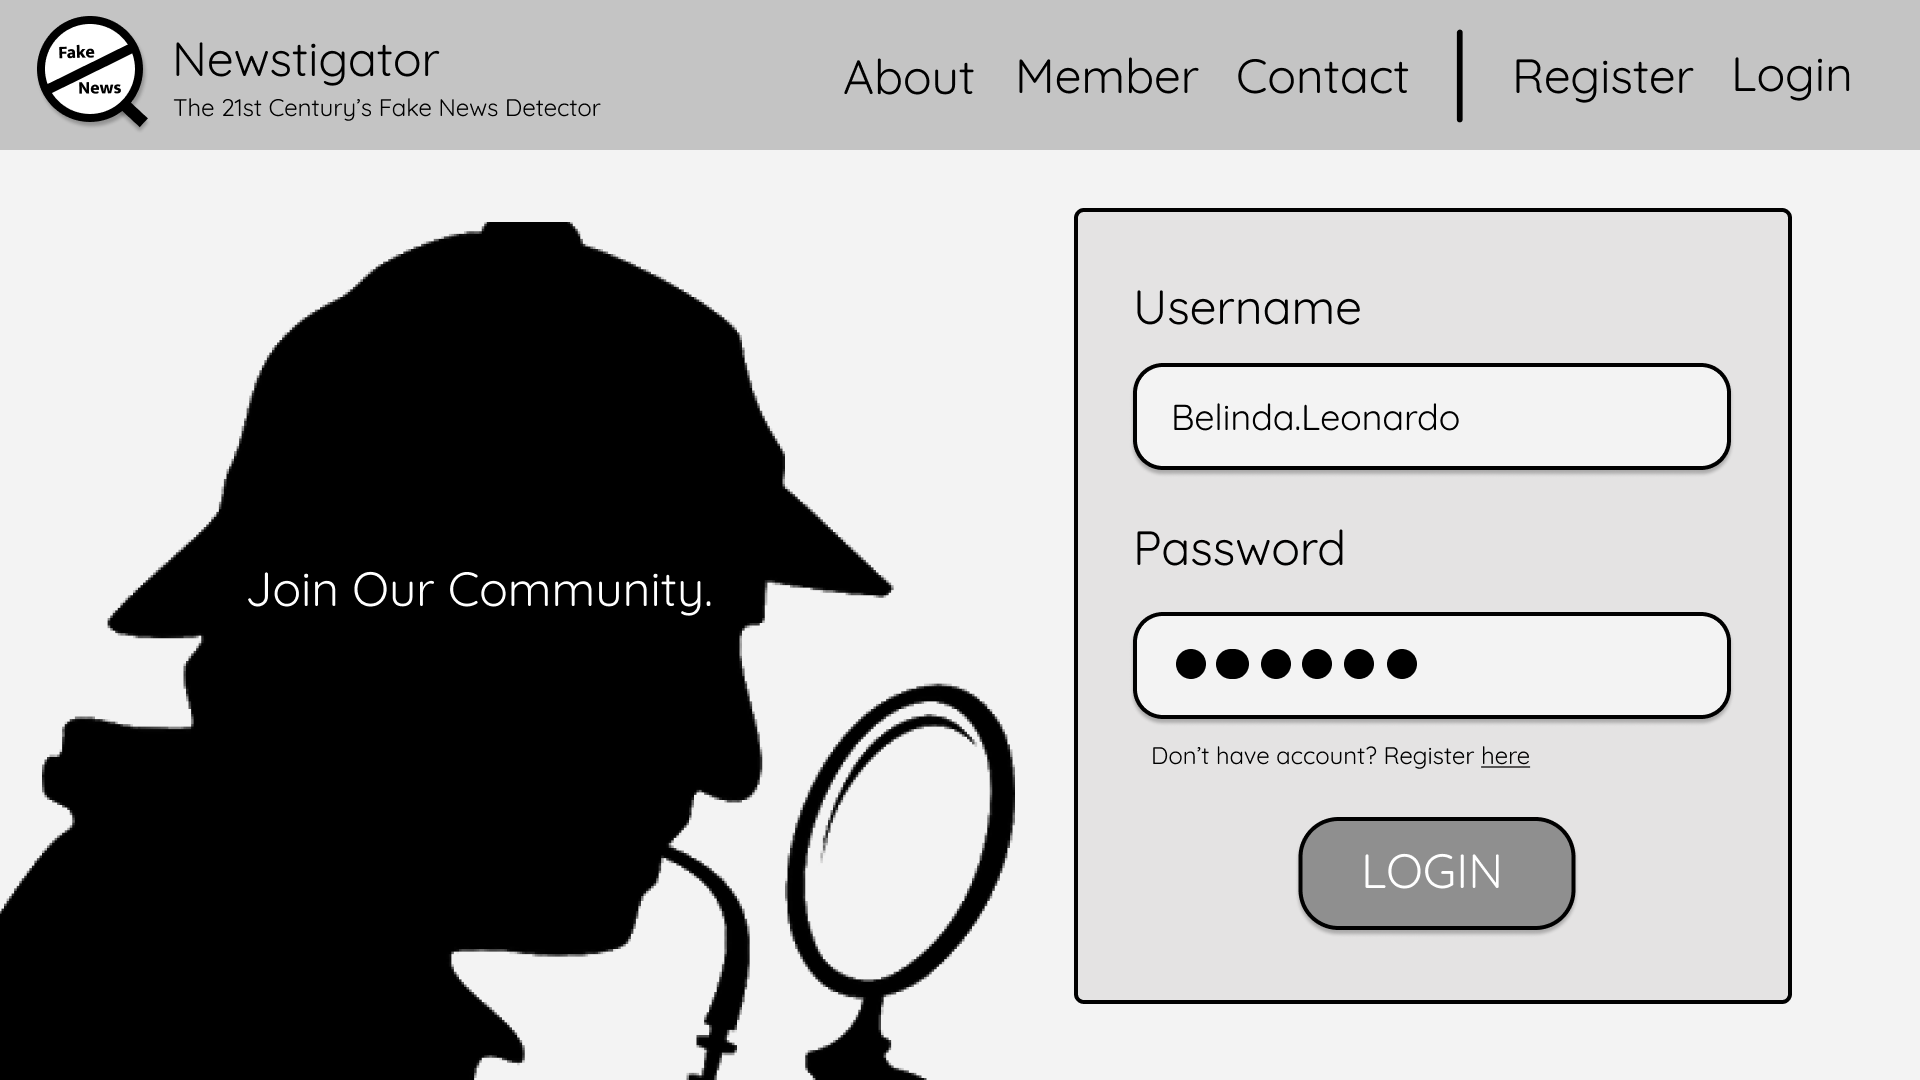 Fake
News
Newstigator
The 21st Century’s Fake News Detector
About Member Contact Register Login
Join Our Community.
Username
Belinda.Leonardo
Password
Don’t have account? Register here
LOGIN